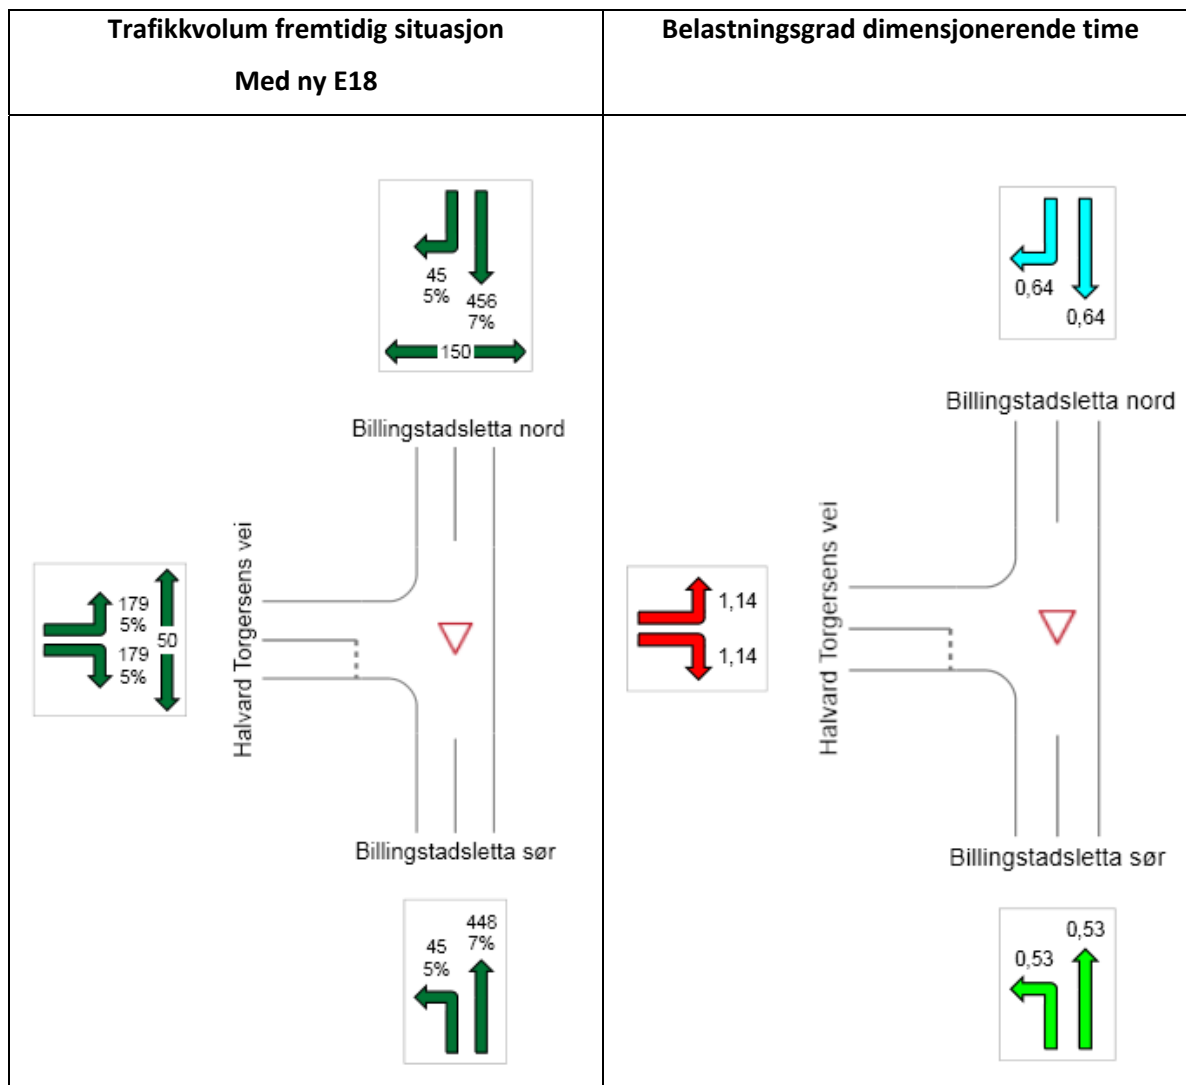 Trafikkvolum fremtidig situasjon
Med ny E18
Belastningsgrad dimensjonerende time
45
5%
456
7%
150
Billingstadsletta nord
Halvard Torgersens vei
179
5%
179
5%
50
Billingstadsletta sør
45
5%
448
7%
0,64
0,64
Billingstadsletta nord
Halvard Torgersens vei
1,14
1,14
Billingstadsletta sør
0,53
0,53